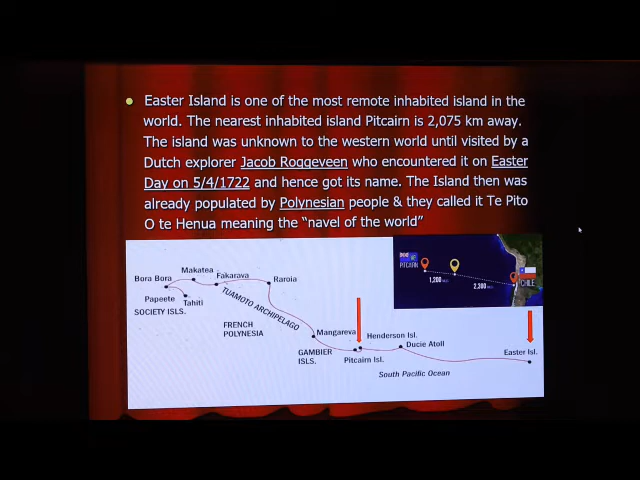 Easter Island is one of the most remote inhabited island in the
world. The nearest inhabited island Pitcairn is 2,075 km away.
The island was unknown to the western world until visited by a
Dutch explorer Jacob Roggeveen who encountered it on Easter
Day on 5/4/1722 and hence got its name. The Island then was
already populated by Polynesian people & they called it Te Pito
O te Henua meaning the “navel of the world”
PITCAIRN
CHILE
1,200
2,300
Bora Bora
Makatea
Fakarava
Raroia
Papeete
Tahiti
SOCIETY ISLS.
TUAMOTO ARCHIPELAGO
FRENCH
POLYNESIA
Mangareva
GAMBIER
ISLS.
Henderson Isl.
Pitcairn Isl.
Ducie Atoll
Easter Isl.
South Pacific Ocean